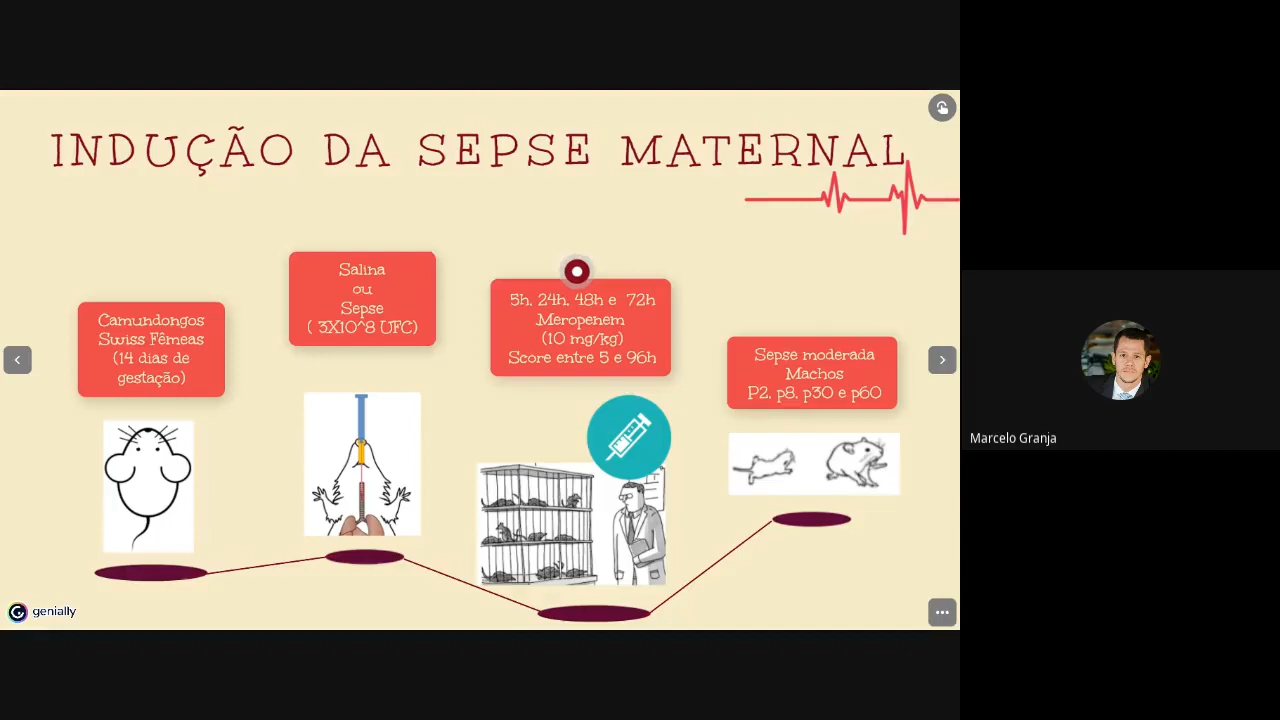 INDUÇÃO DA SEPSE MATERNAL
Camundongos
Swiss Fêmeas
(14 dias de
gestação)
Salina
ou
Sepse
( 3X10^8 UFC)
5h, 24h, 48h e 72h
Meropenem
(10 mg/kg)
Score entre 5 e 96h
Sepse moderada
Machos
P2, p8, p30 e p60
genially
Marcelo Granja